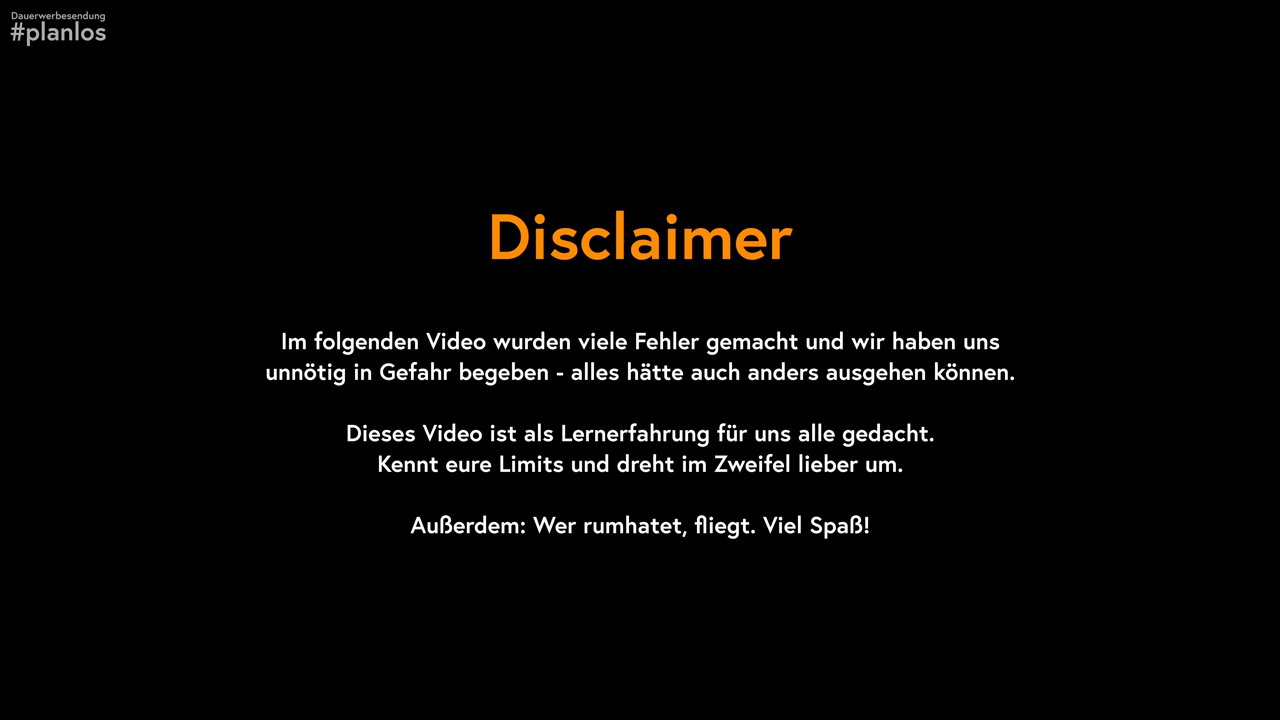 Dauerwerbesendung
#planlos
Disclaimer
Im folgenden Video wurden viele Fehler gemacht und wir haben uns
unnötig in Gefahr begeben - alles hätte auch anders ausgehen können.
Dieses Video ist als Lernerfahrung für uns alle gedacht.
Kennt eure Limits und dreht im Zweifel lieber um.
Außerdem: Wer rumhatet, fliegt. Viel Spaß!